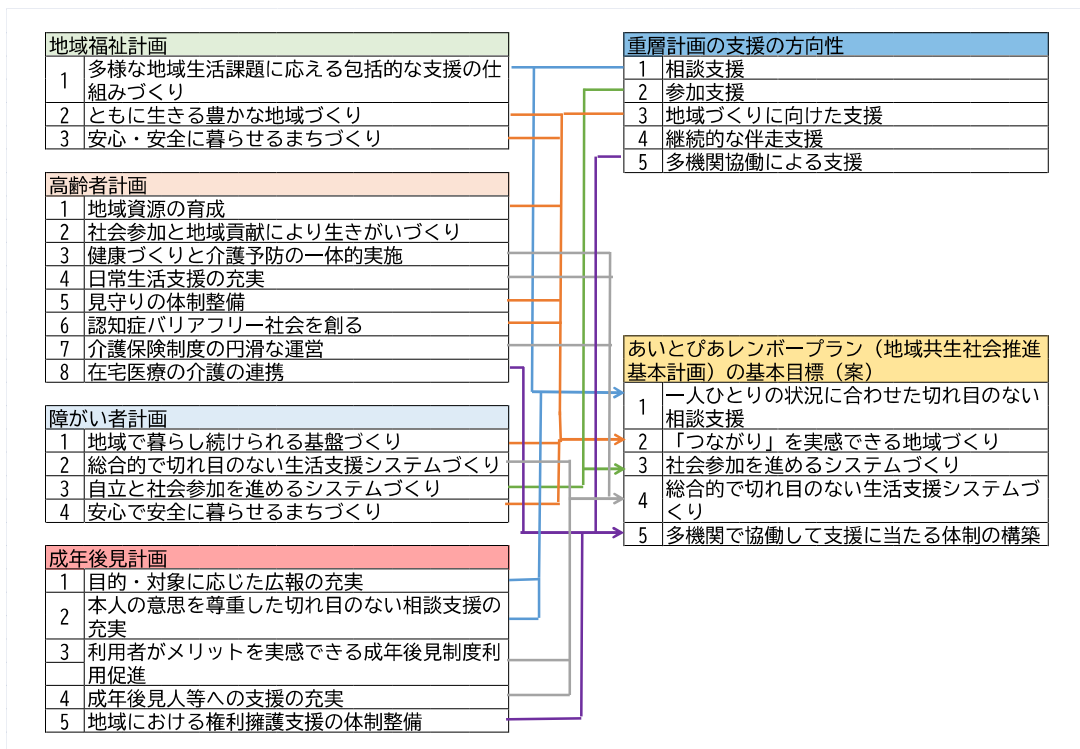 地域福祉計画
1 多様な地域生活課題に応える包括的な支援の仕
組みづくり
2 ともに生きる豊かな地域づくり
3 安心・安全に暮らせるまちづくり
高齢者計画
1 地域資源の育成
2 社会参加と地域貢献により生きがいづくり
3 健康づくりと介護予防の一体的実施
4 日常生活支援の充実
5 見守りの体制整備
6 認知症バリアフリー社会を創る
7 介護保険制度の円滑な運営
8 在宅医療の介護の連携
障がい者計画
1 地域で暮らし続けられる基盤づくり
2 総合的で切れ目のない生活支援システムづくり
3 自立と社会参加を進めるシステムづくり
4 安心で安全に暮らせるまちづくり
成年後見計画
1 目的・対象に応じた広報の充実
2 本人の意思を尊重した切れ目のない相談支援の
充実
3 利用者がメリットを実感できる成年後見制度利
用促進
4 成年後見人等への支援の充実
5 地域における権利擁護支援の体制整備
重層計画の支援の方向性
1 相談支援
2 参加支援
3 地域づくりに向けた支援
4 継続的な伴走支援
5 多機関協働による支援
あいとぴあレンボープラン（地域共生社会推進
基本計画）の基本目標（案）
1 一人ひとりの状況に合わせた切れ目のない
相談支援
2 「つながり」を実感できる地域づくり
3 社会参加を進めるシステムづくり
4 総合的で切れ目のない生活支援システムづ
くり
5 多機関で協働して支援に当たる体制の構築